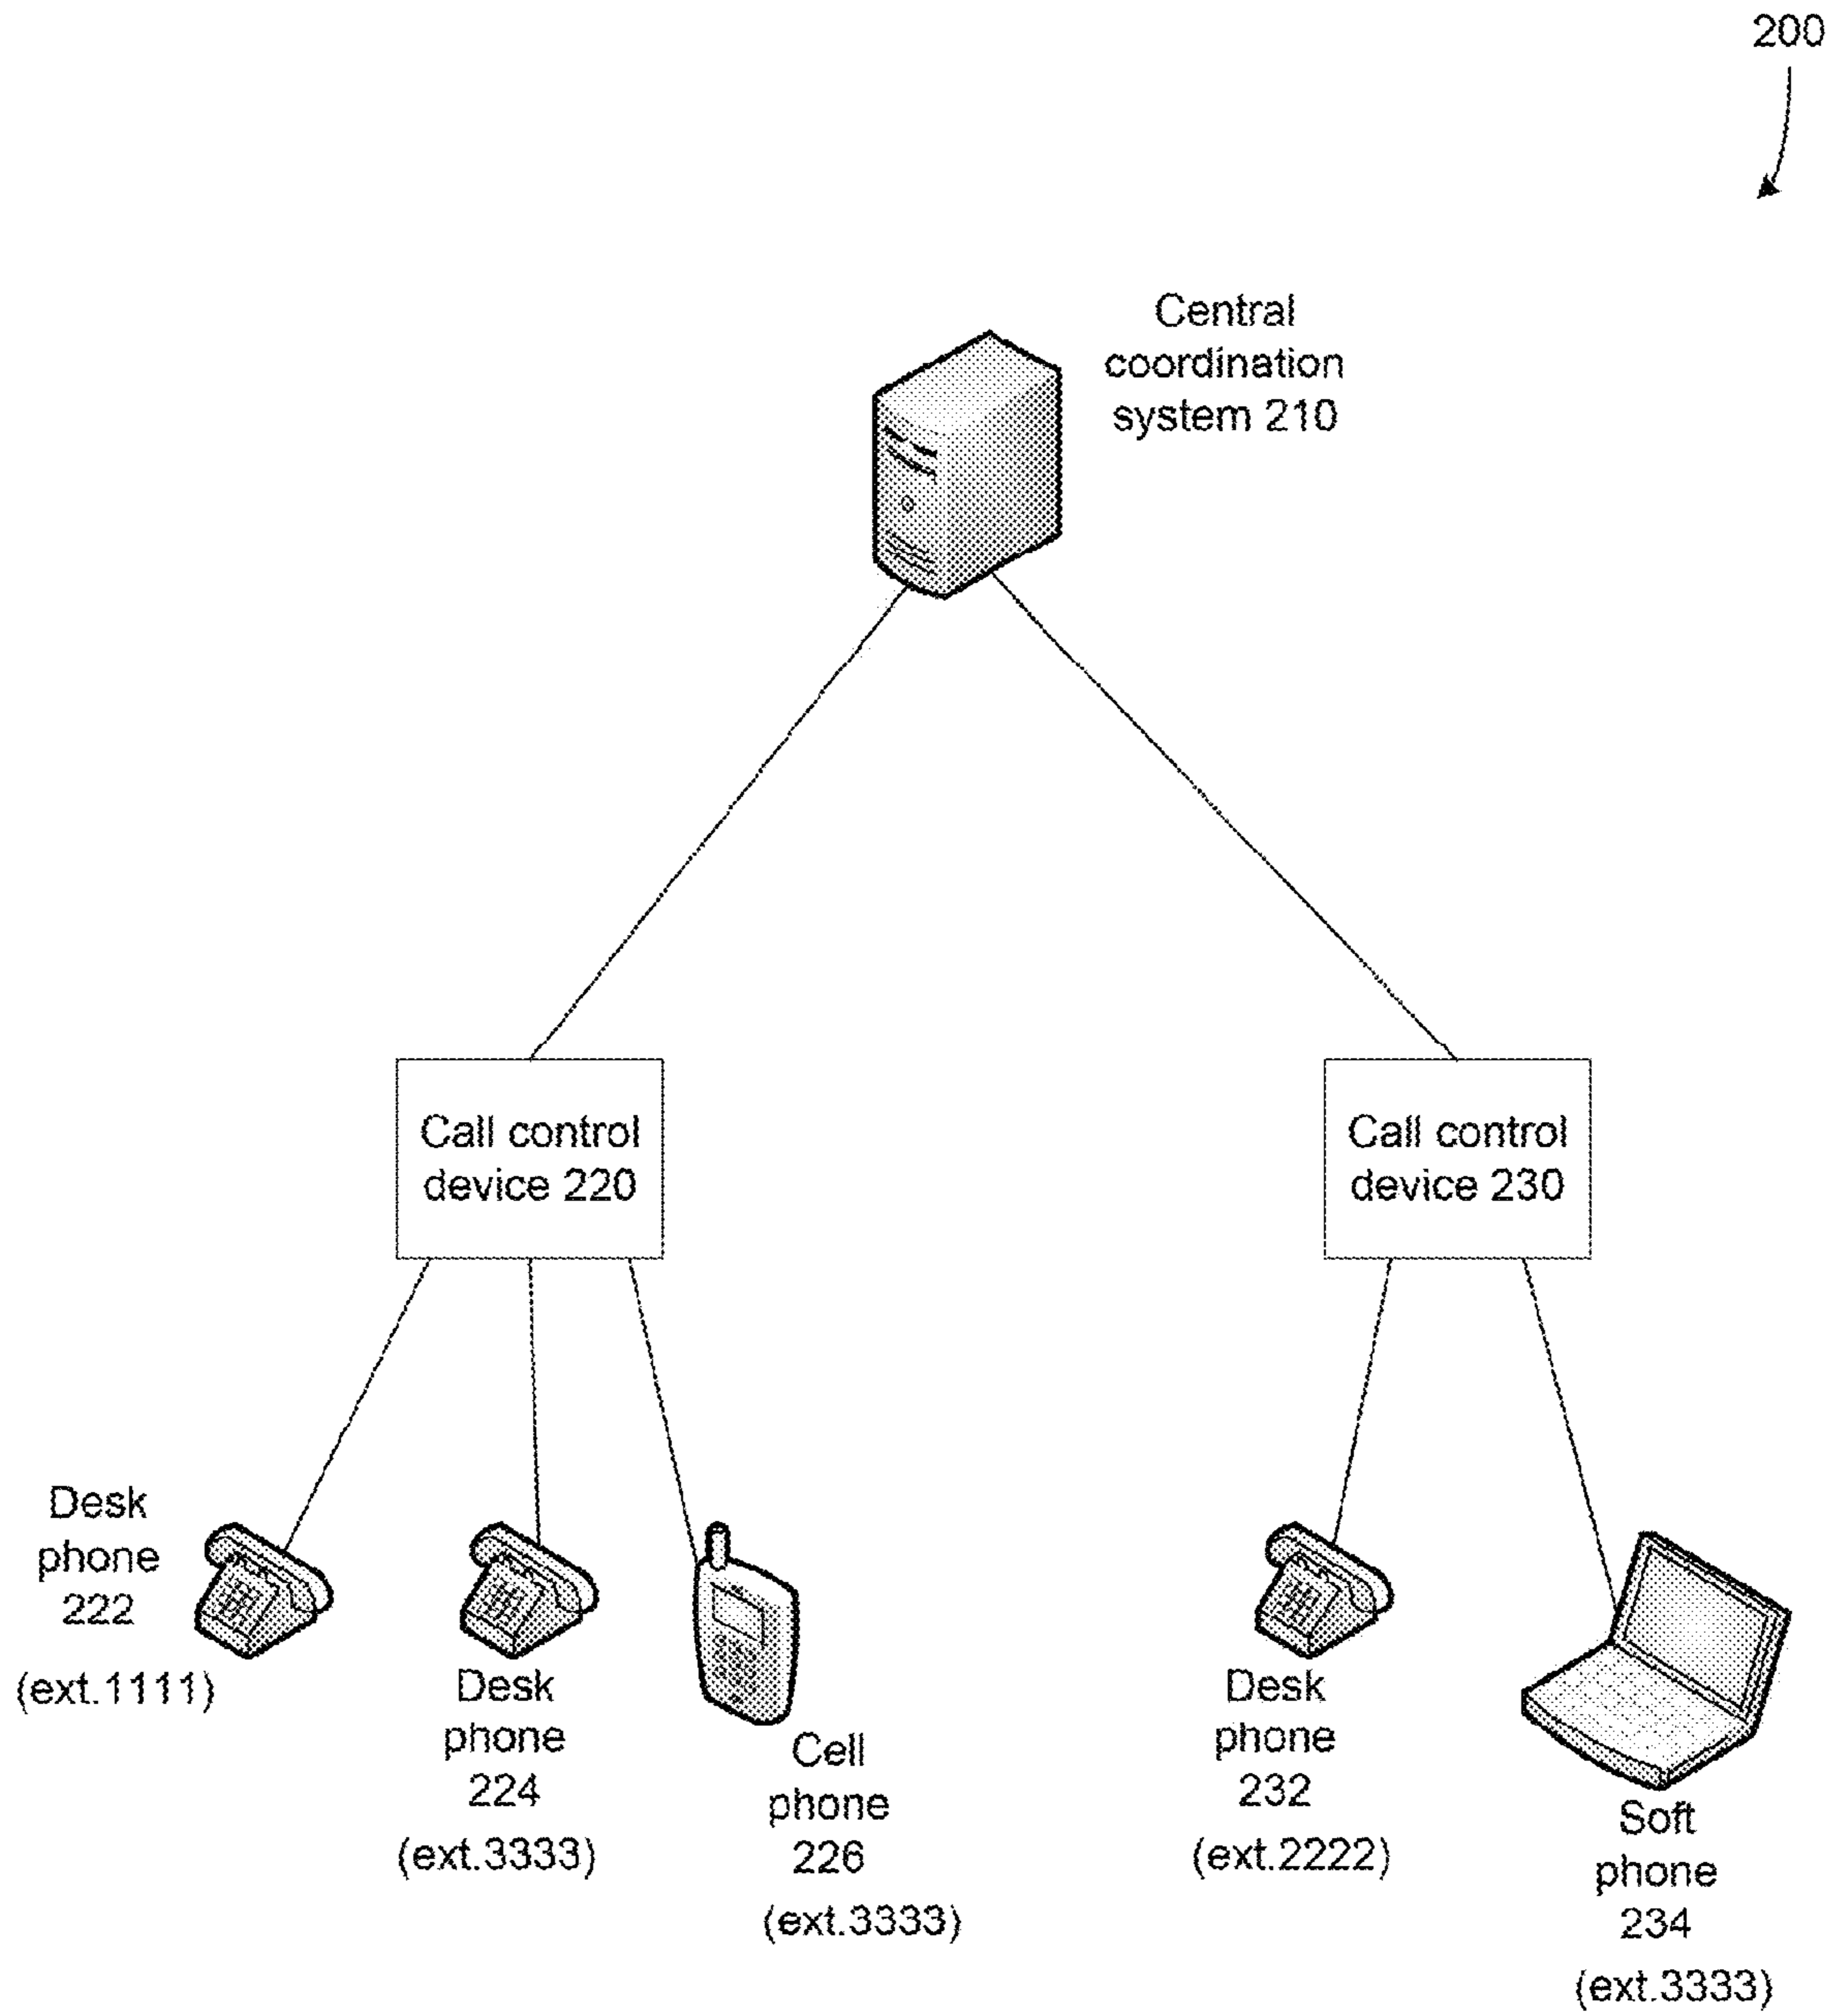 200
Central
coordination
system 210
Call control
device 220
Call control
device 230
Desk
phone
222
(ext.1111)
Desk
phone
224
(ext.3333)
Cell
phone
226
(ext.3333)
Desk
phone
232
(ext.2222)
Soft
phone
234
(ext.3333)